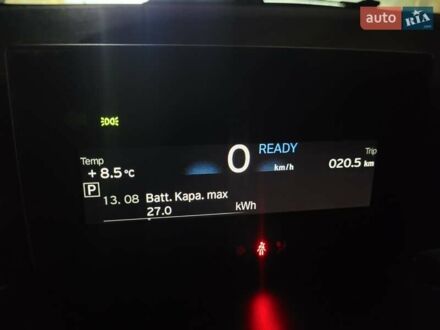 auto RIA .com
READY
Temp
0
Trip
+ 8.5 °C
km/h
020.5 km
P
13. 08 Batt. Kapa. max
27.0 kWh